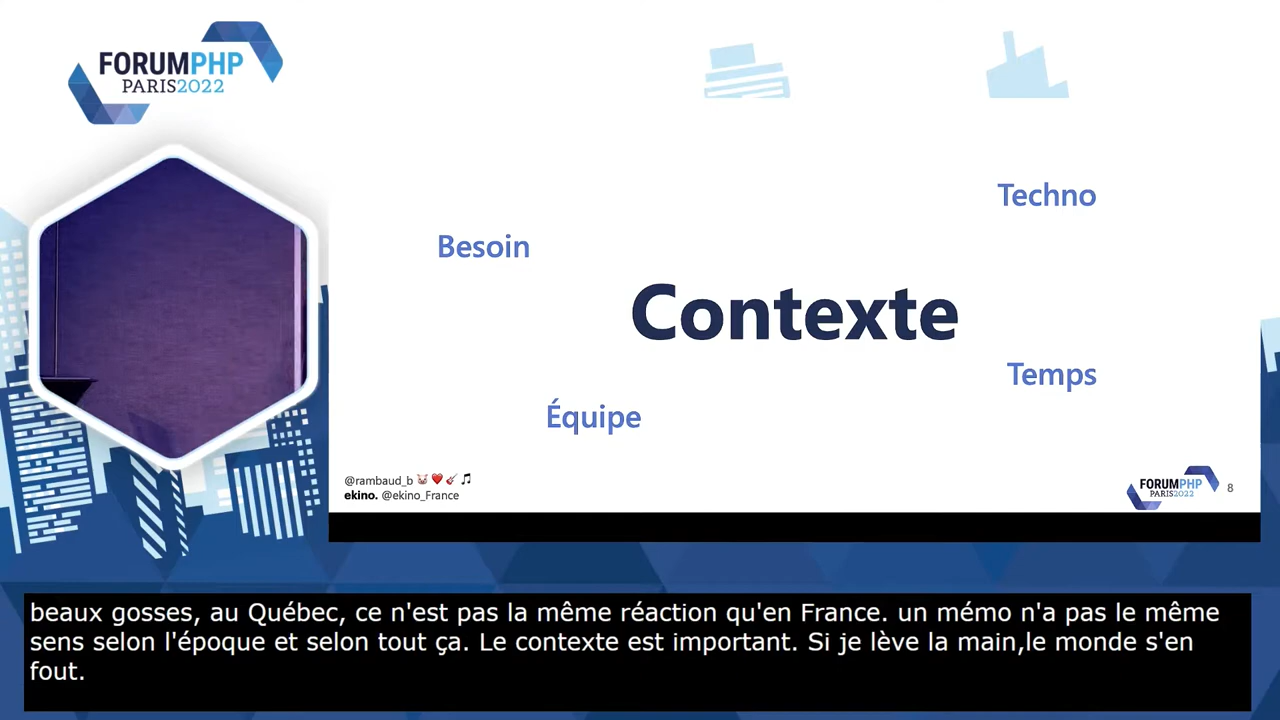 FORUMPHP
PARIS2022
Techno
Besoin
Contexte
Temps
Équipe
@rambaud_b
ekino. @ekino_France
FORUMPHP
PARIS2022
8
beaux gosses, au Québec, ce n'est pas la même réaction qu'en France. un mémo n'a pas le même
sens selon l'époque et selon tout ça. Le contexte est important. Si je lève la main,le monde s'en
fout.